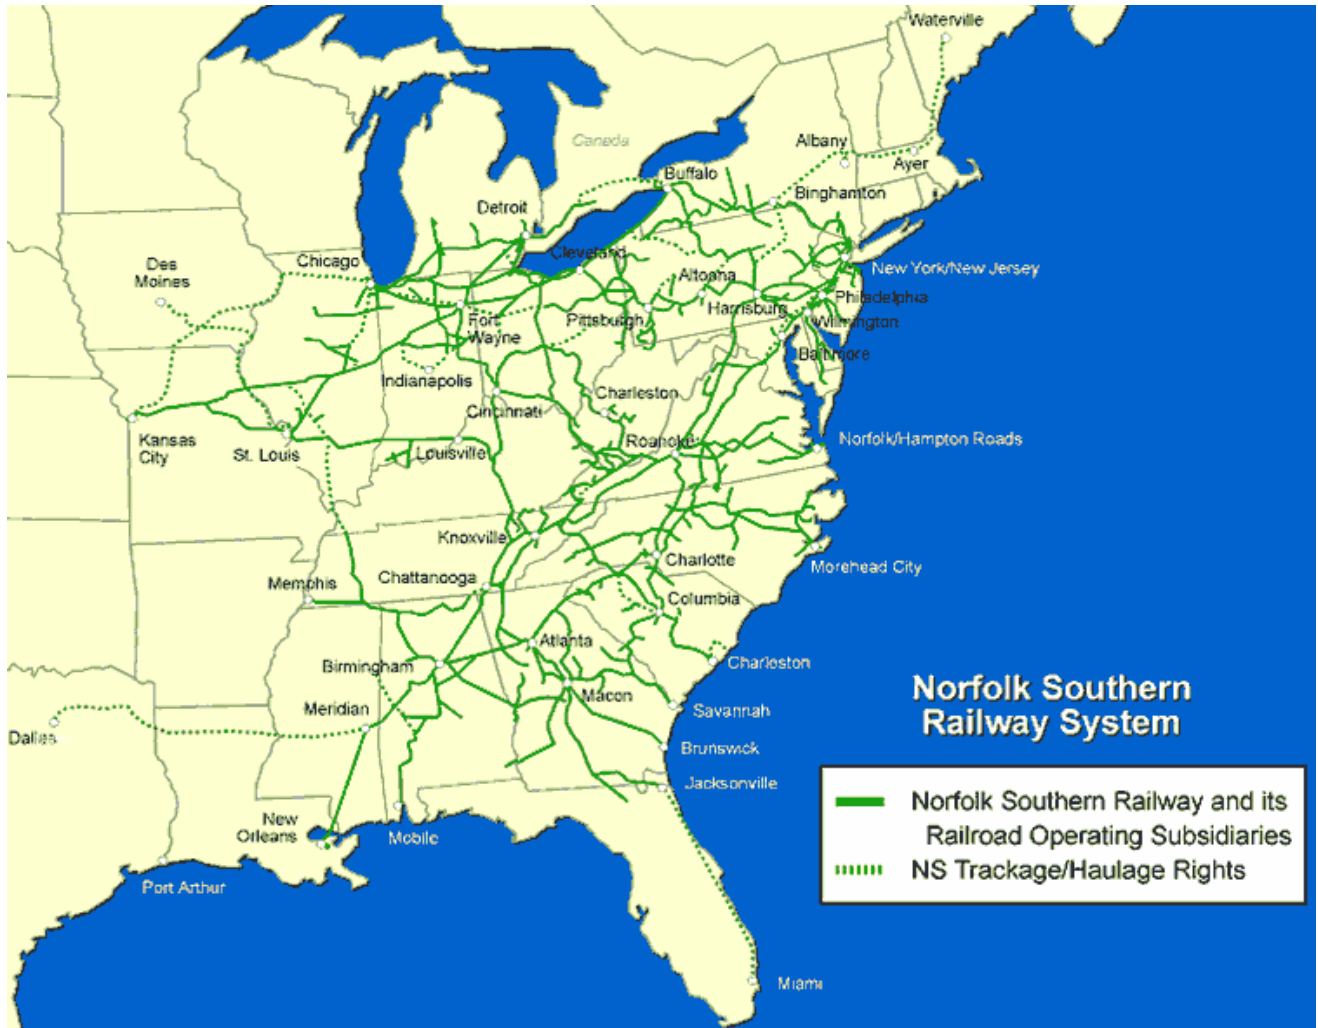 Waterville
Canada
Albany
Ayer
Buffalo
Binghamton
Detroit
Cleveland
Chicago
Des
Moines
Altoona
New York/New Jersey
Harrisburg
Philadelphia
Pittsburgh
Fort
Wayne
Wilmington
Baltimore
Indianapolis
Charleston
Cincinnati
Kansas
City
St. Louis
Louisville
Roanoke
Norfolk/Hampton Roads
Knoxville
Charlotte
Morehead City
Memphis
Chattanooga
Columbia
Atlanta
Birmingham
Charleston
Macon
Meridian
Savannah
Dallas
Brunswick
Jacksonville
New
Orleans
Mobile
Port Arthur
Miami
Norfolk Southern
Railway System
Norfolk Southern Railway and its
Railroad Operating Subsidiaries
NS Trackage/Haulage Rights